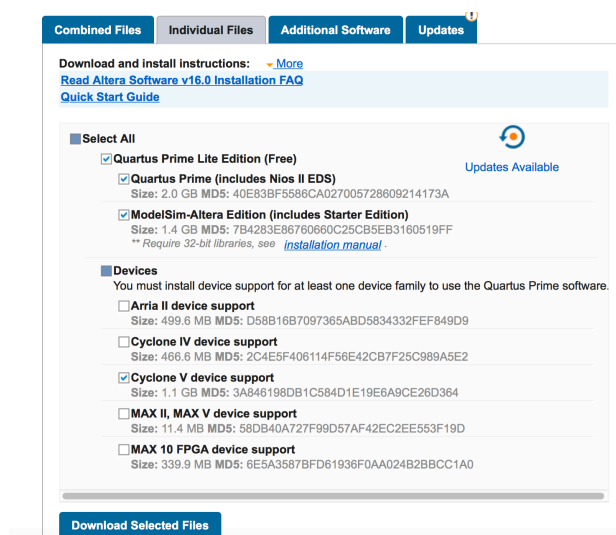 Combined Files
Individual Files
Additional Software
Updates
!
Download and install instructions: More
Read Altera Software v16.0 Installation FAQ
Quick Start Guide
Select All
Updates Available
Quartus Prime Lite Edition (Free)
Quartus Prime (includes Nios II EDS)
Size: 2.0 GB MD5: 40E83BF5586CA027005728609214173A
ModelSim-Altera Edition (includes Starter Edition)
Size: 1.4 GB MD5: 7B4283E86760660C25CB5EB3160519FF
** Require 32-bit libraries, see installation manual .
Devices
You must install device support for at least one device family to use the Quartus Prime software.
Arria II device support
Size: 499.6 MB MD5: D58B16B7097365ABD5834332FEF849D9
Cyclone IV device support
Size: 466.6 MB MD5: 2C4E5F406114F56E42CB7F25C989A5E2
Cyclone V device support
Size: 1.1 GB MD5: 3A846198DB1C584D1E19E6A9CE26D364
MAX II, MAX V device support
Size: 11.4 MB MD5: 58DB40A727F99D57AF42EC2EE553F19D
MAX 10 FPGA device support
Size: 339.9 MB MD5: 6E5A3587BFD61936F0AA024B2BBCC1A0
Download Selected Files